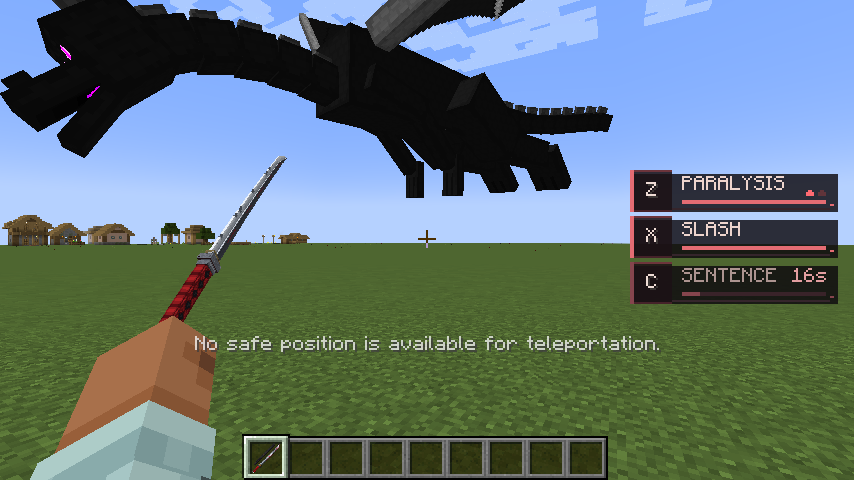 Z PARALYSIS
X SLASH
C SENTENCE 16s
No safe position is available for teleportation.